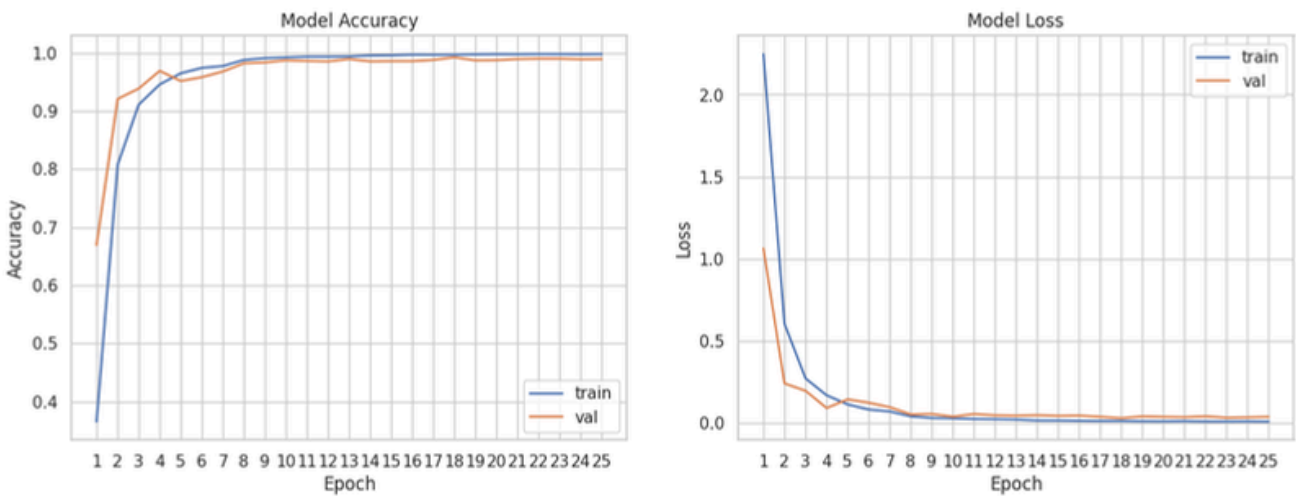 Model Accuracy
1.0
0.9
0.8
0.7
0.6
0.5
0.4
Accuracy
train
val
1 2 3 4 5 6 7 8 9 10 11 12 13 14 15 16 17 18 19 20 21 22 23 24 25
Epoch
Model Loss
train
val
2.0
1.5
1.0
0.5
0.0
Loss
1 2 3 4 5 6 7 8 9 10 11 12 13 14 15 16 17 18 19 20 21 22 23 24 25
Epoch